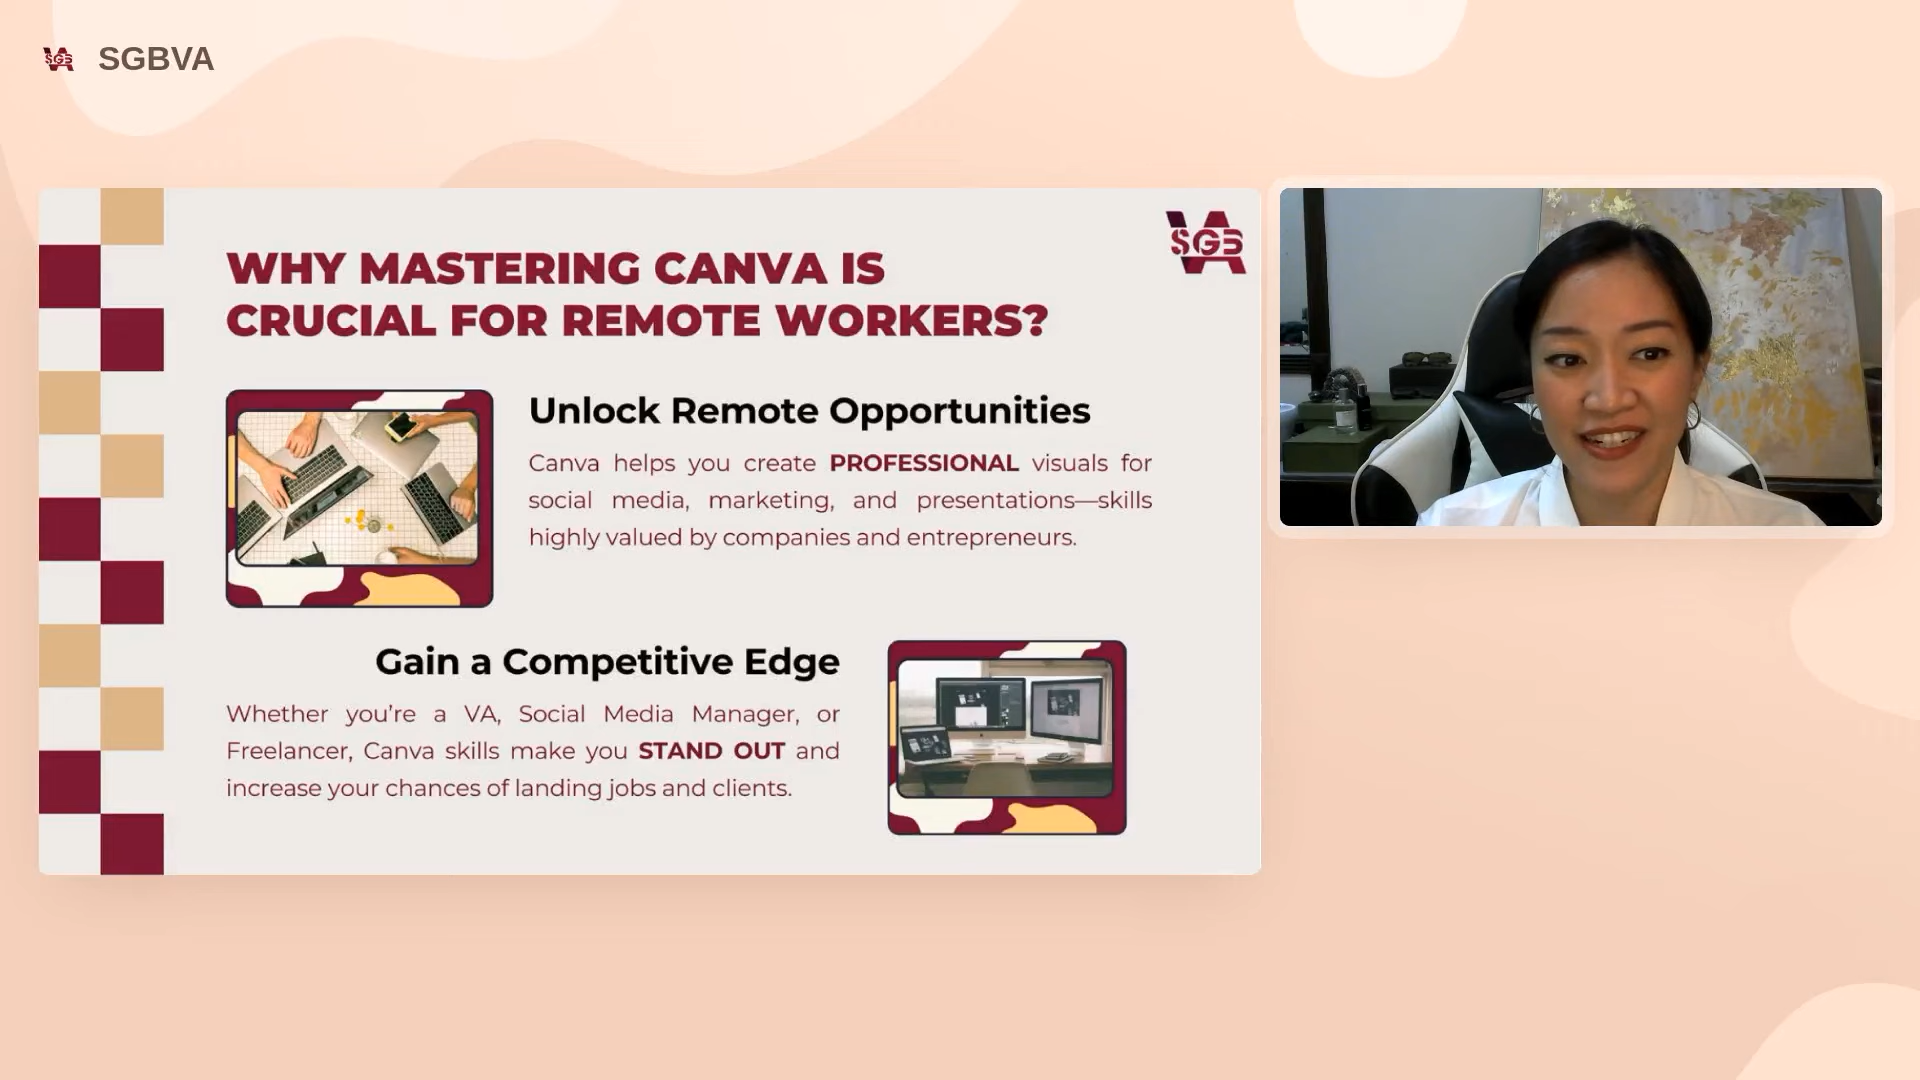 SGBVA
SGB
WHY MASTERING CANVA IS
CRUCIAL FOR REMOTE WORKERS?
Unlock Remote Opportunities
Canva helps you create PROFESSIONAL visuals for
social media, marketing, and presentations—skills
highly valued by companies and entrepreneurs.
Gain a Competitive Edge
Whether you’re a VA, Social Media Manager, or
Freelancer, Canva skills make you STAND OUT and
increase your chances of landing jobs and clients.